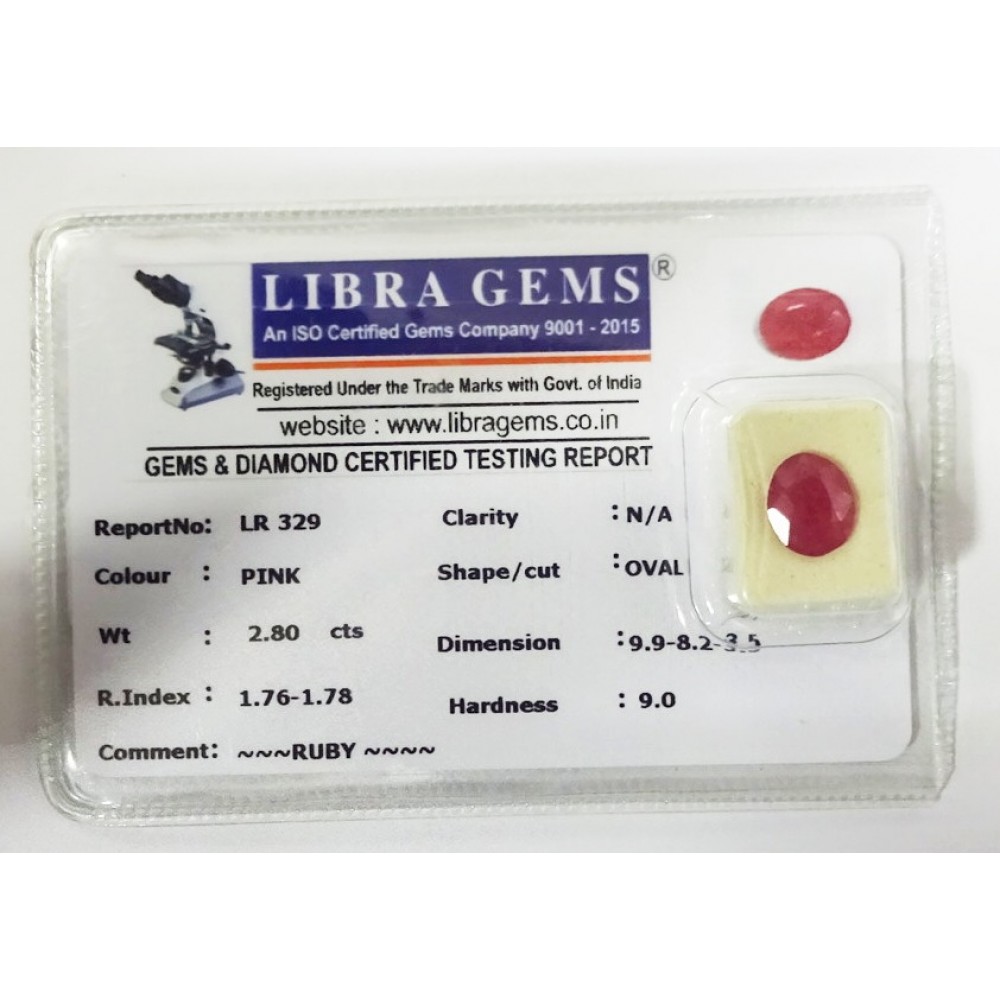 LIBRA GEMS ®
An ISO Certified Gems Company 9001 - 2015
Registered Under the Trade Marks with Govt. of India
website : www.libragems.co.in
GEMS & DIAMOND CERTIFIED TESTING REPORT
ReportNo: LR 329 Clarity : N/A
Colour : PINK Shape/cut : OVAL
Wt : 2.80 cts Dimension : 9.9-8.2-3.5
R.Index : 1.76-1.78 Hardness : 9.0
Comment: ~~~RUBY ~~~~